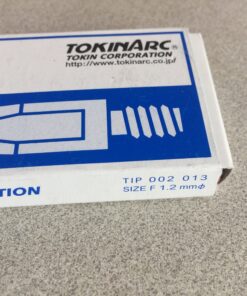 TOKINARC®
TOKIN CORPORATION
http://www.tokinarc.co.jp/
TION
TIP 002 013
SIZE F 1.2 mmϕ